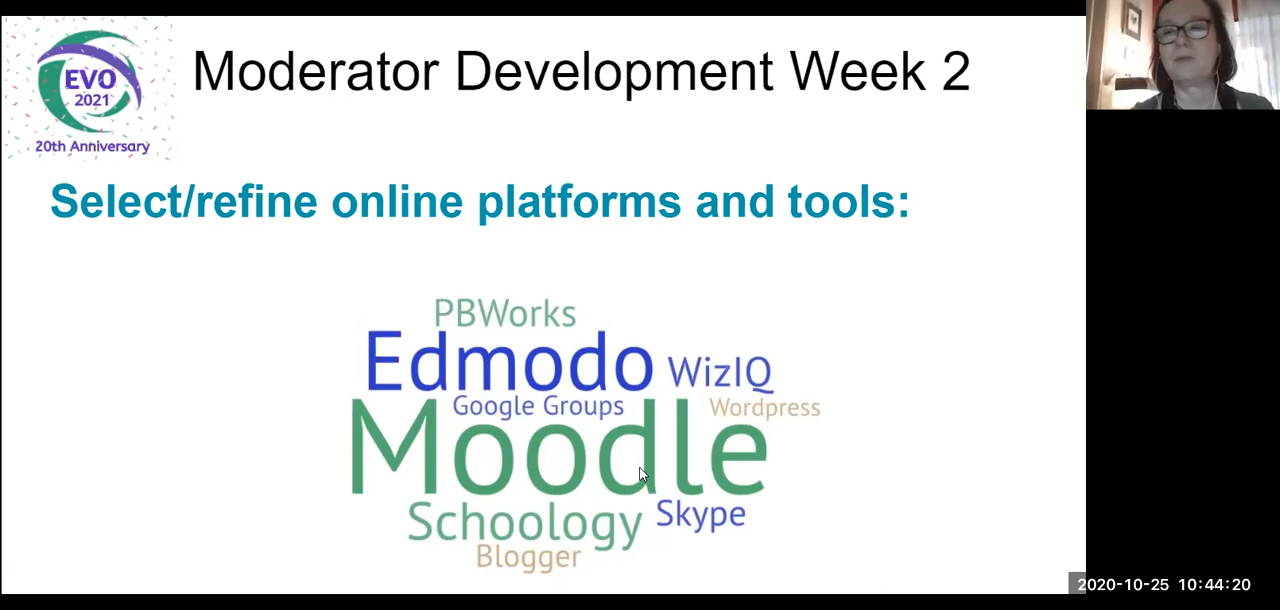 EVO
2021
20th Anniversary
Moderator Development Week 2
Select/refine online platforms and tools:
PBWorks
Edmodo
WizIQ
Google Groups
Wordpress
Moodle
Schoology
Skype
Blogger
2020-10-25 10:44:20